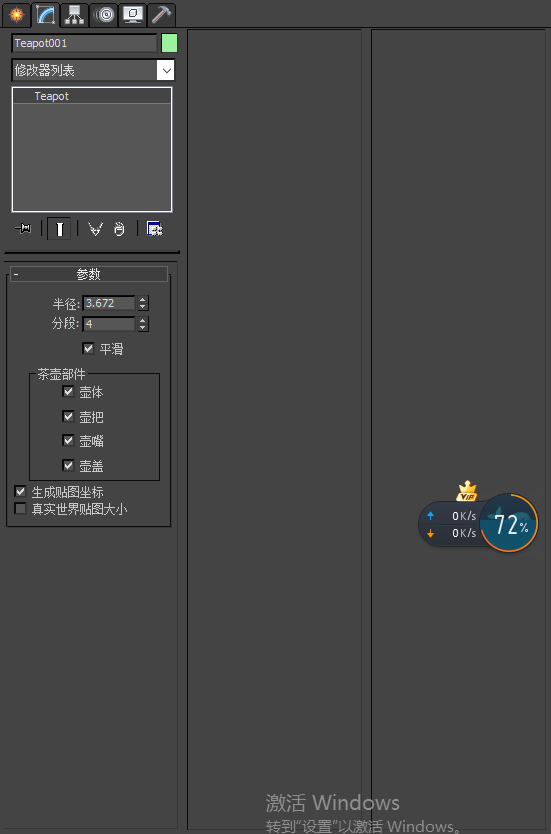 Teapot001
修改器列表
Teapot
- 参数
半径: 3.672
分段: 4
平滑
茶壶部件
壶体
壶把
壶嘴
壶盖
生成贴图坐标
真实世界贴图大小
VIP
0K/s
0K/s
72%
激活 Windows
转到“设置”以激活 Windows。